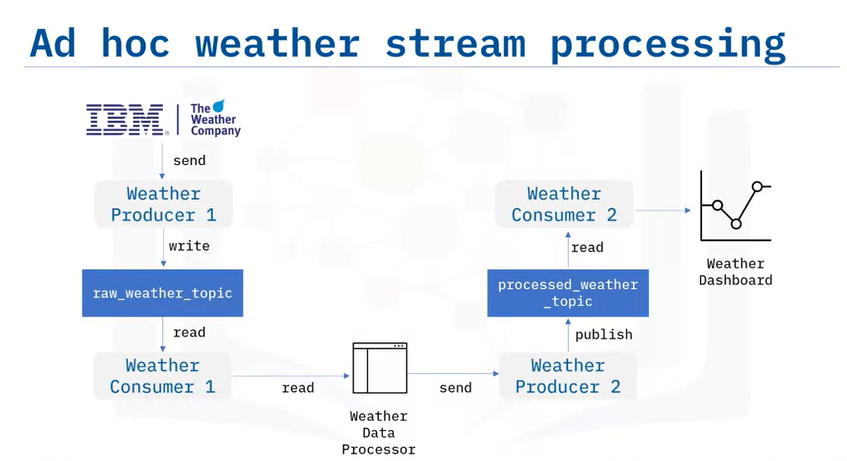 Ad hoc weather stream processing
IBM
The
Weather
Company
send
Weather
Producer 1
write
raw_weather_topic
read
Weather
Consumer 1
read
Weather
Data
Processor
send
Weather
Producer 2
publish
processed_weather
_topic
read
Weather
Consumer 2
Weather
Dashboard